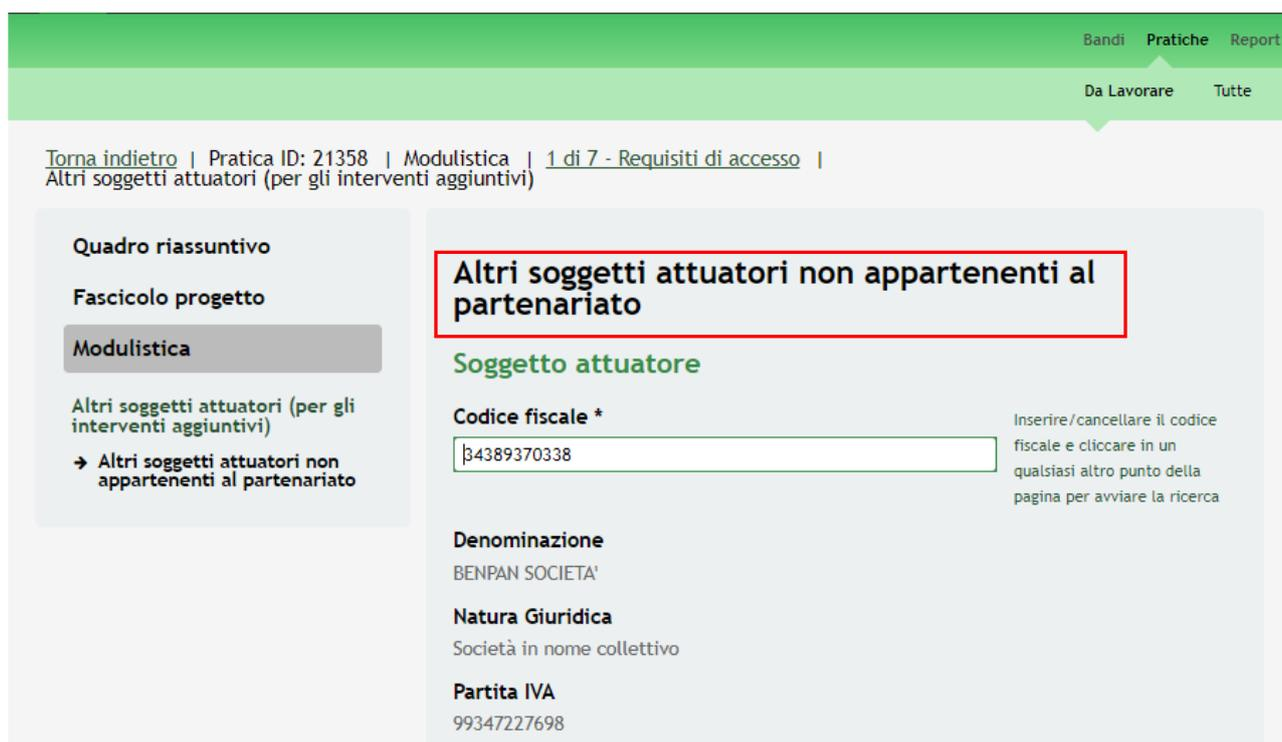 Bandi Pratiche Report
Da Lavorare Tutte
Torna indietro | Pratica ID: 21358 | Modulistica | 1 di 7 - Requisiti di accesso |
Altri soggetti attuatori (per gli interventi aggiuntivi)
Quadro riassuntivo
Fascicolo progetto
Modulistica
Altri soggetti attuatori (per gli
interventi aggiuntivi)
→ Altri soggetti attuatori non
appartenenti al partenariato
Altri soggetti attuatori non appartenenti al
partenariato
Soggetto attuatore
Codice fiscale *
34389370338
Inserire/cancellare il codice
fiscale e cliccare in un
qualsiasi altro punto della
pagina per avviare la ricerca
Denominazione
BENPAN SOCIETA'
Natura Giuridica
Società in nome collettivo
Partita IVA
99347227698